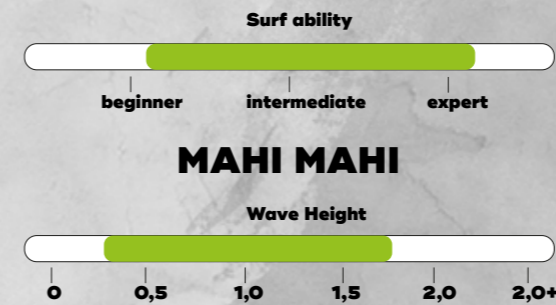 Surf ability
beginner intermediate expert
MAHI MAHI
Wave Height
0 0,5 1,0 1,5 2,0 2,0+